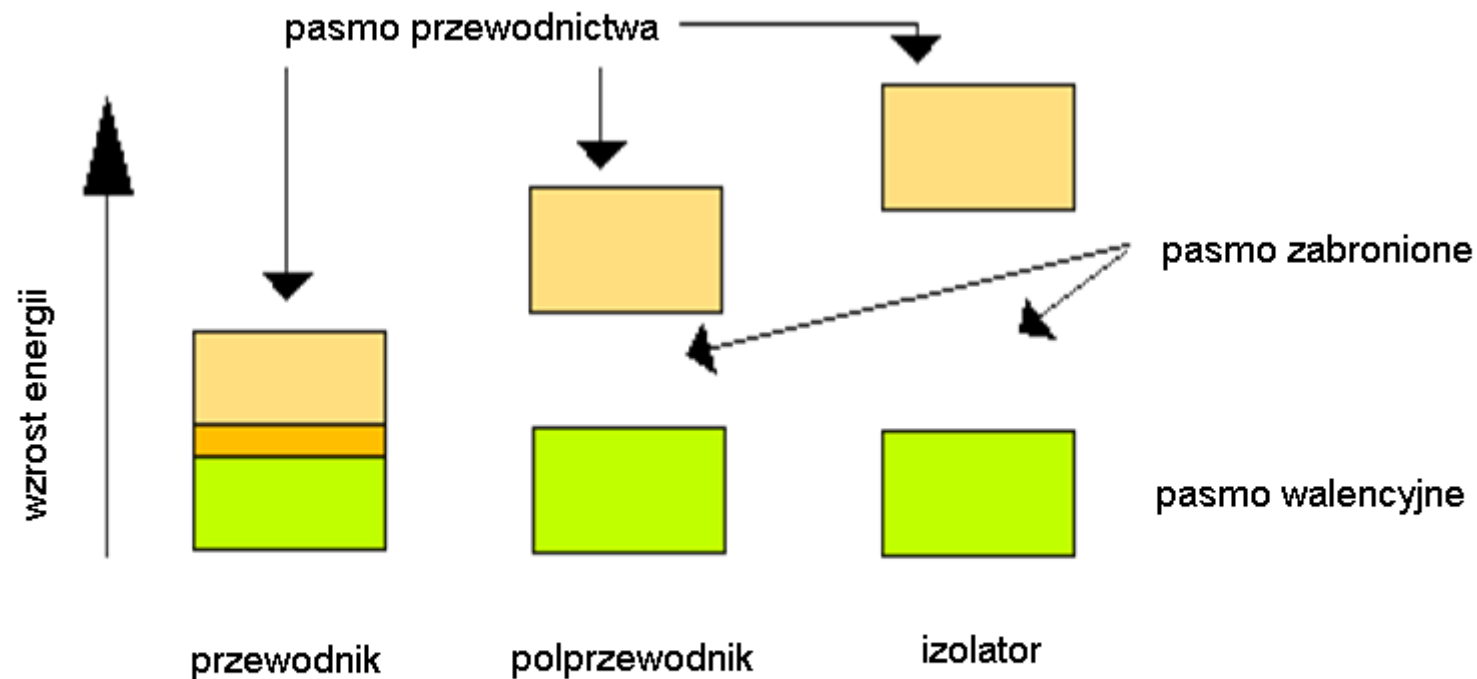 pasmo przewodnictwa
pasmo zabronione
wzrost energii
pasmo walencyjne
przewodnik
polprzewodnik
izolator